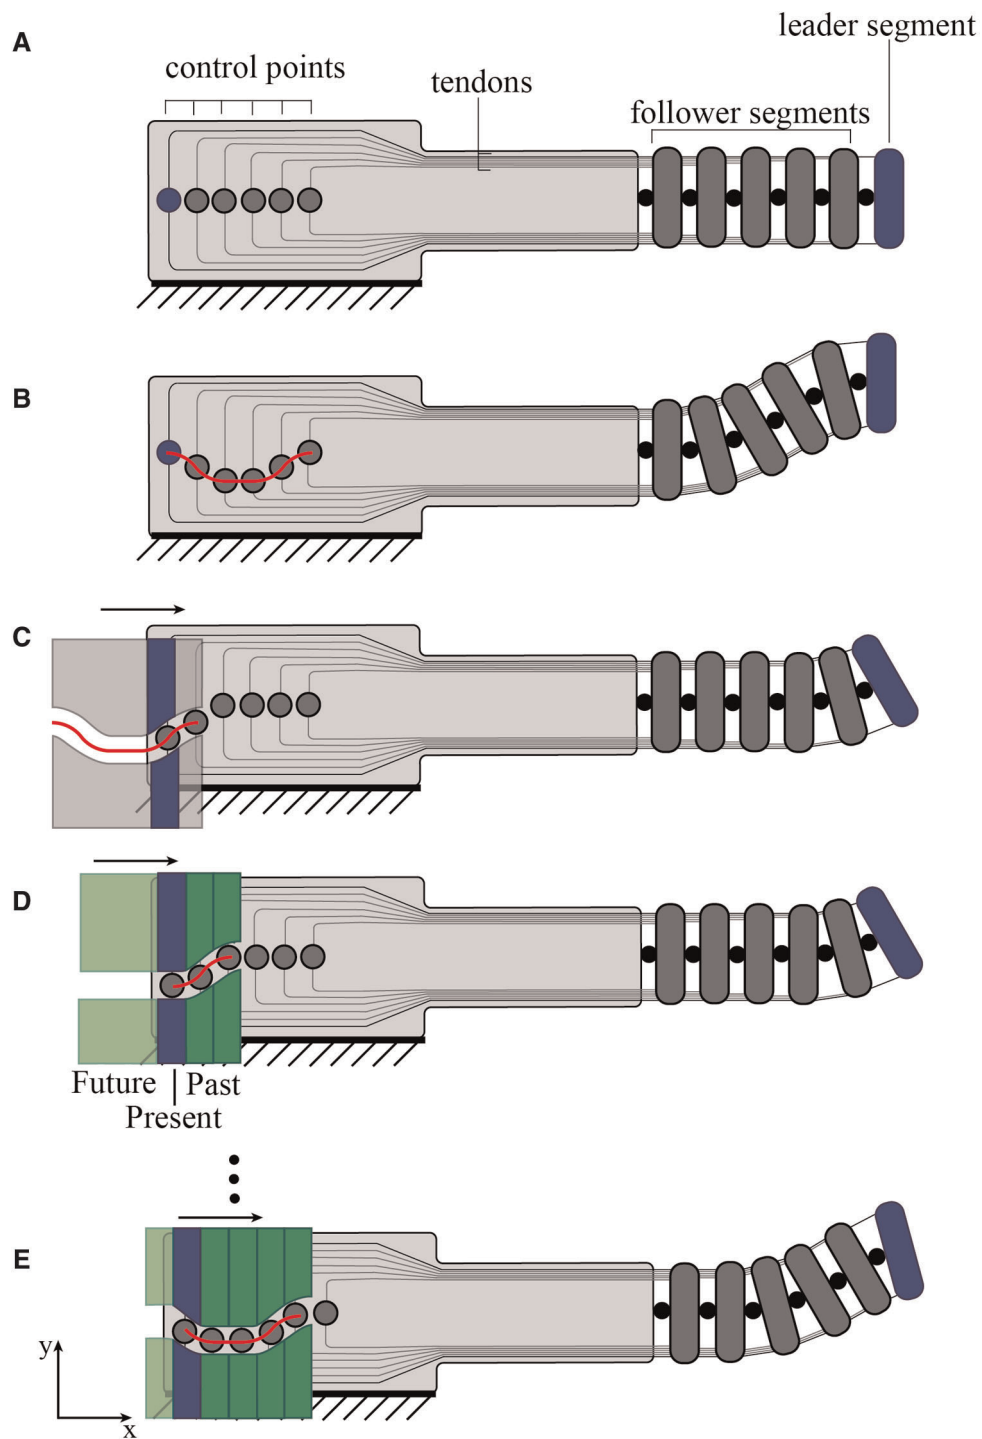 A
leader segment
control points
tendons
follower segments
B
C
D
Future | Past
Present
E
y
x